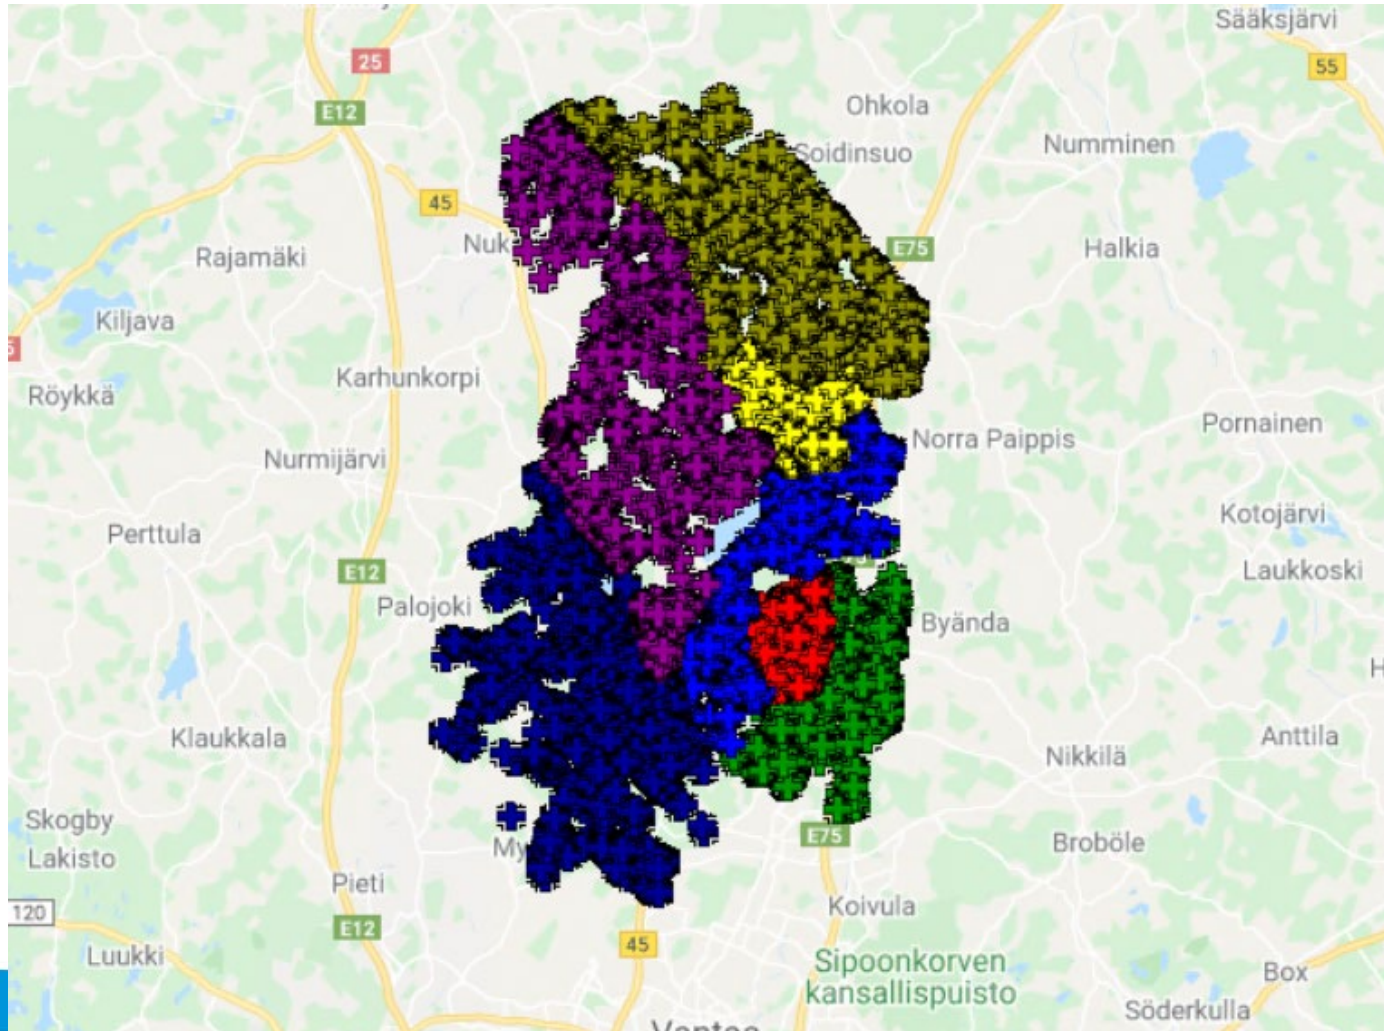 Sääksjärvi
25
55
E12
Ohkola
Numminen
Soidinsuo
45
Nuk
E75
Halkia
Rajamäki
Kiljava
Karhunkorpi
Röykkä
Pornainen
Norra Paippis
Nurmijärvi
Kotojärvi
Perttula
E12
Laukkoski
Palojoki
Byända
Klaukkala
Anttila
Nikkilä
Skogby
Lakisto
E75
Broböle
My
Pieti
Koivula
120
E12
45
Luukki
Sipoonkorven
kansallispuisto
Box
Söderkulla